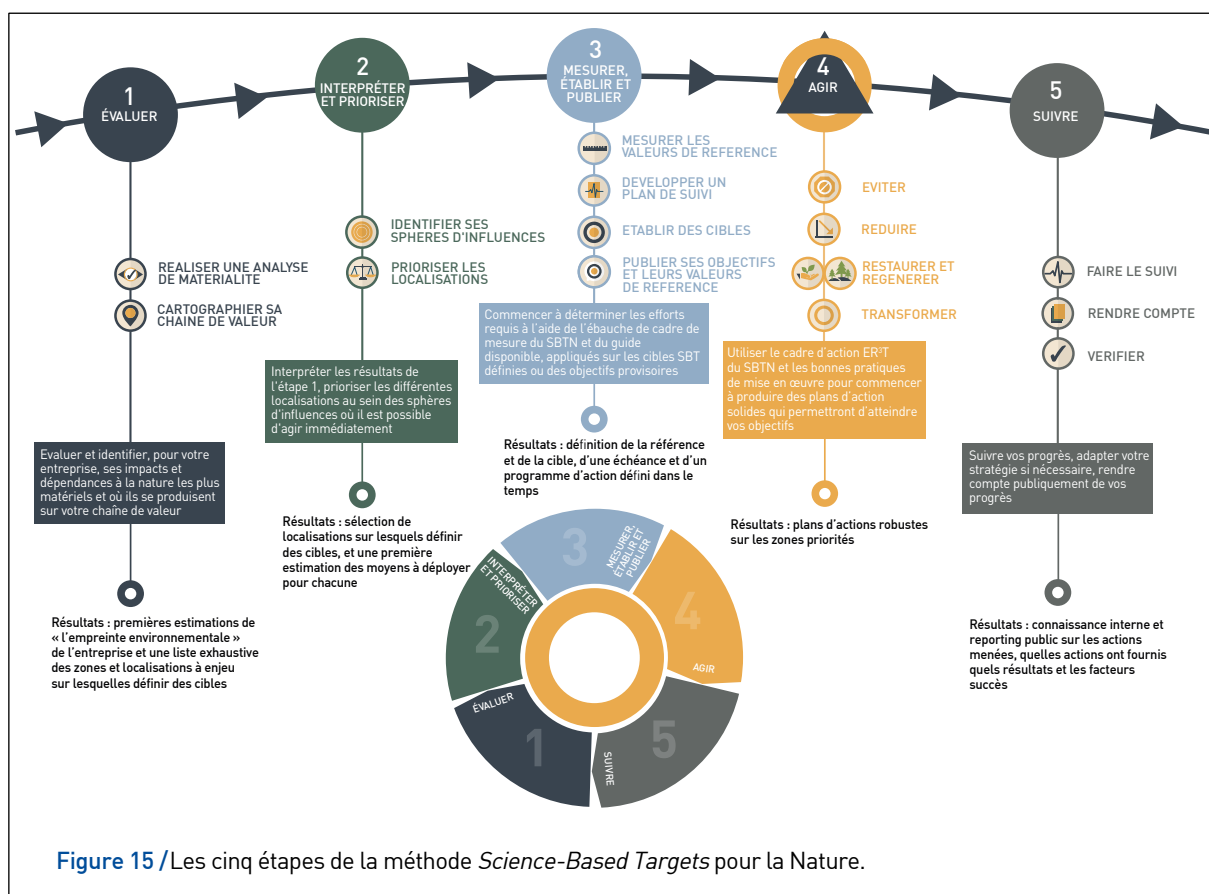 1
ÉVALUER
REALISER UNE ANALYSE
DE MATERIALITE
CARTOGRAPHIER SA
CHAINE DE VALEUR
Evaluer et identifier, pour votre
entreprise, ses impacts et
dépendances à la nature les plus
matériels et où ils se produisent
sur votre chaîne de valeur
Résultats : premières estimations de
« l'empreinte environnementale »
de l'entreprise et une liste exhaustive
des zones et localisations à enjeu
sur lesquelles définir des cibles
2
INTERPRÉTER
ET PRIORISER
IDENTIFIER SES
SPHERES D'INFLUENCES
PRIORISER LES
LOCALISATIONS
Interpréter les résultats de
l'étape 1, prioriser les différentes
localisations au sein des sphères
d'influences où il est possible
d'agir immédiatement
Résultats : sélection de
localisations sur lesquels définir
des cibles, et une première
estimation des moyens à déployer
pour chacune
3
MESURER,
ÉTABLIR ET
PUBLIER
MESURER LES
VALEURS DE REFERENCE
DEVELOPPER UN
PLAN DE SUIVI
ETABLIR DES CIBLES
PUBLIER SES OBJECTIFS
ET LEURS VALEURS
DE REFERENCE
Commencer à déterminer les efforts
requis à l'aide de l'ébauche de cadre de
mesure du SBTN et du guide
disponible, appliqués sur les cibles SBT
définies ou des objectifs provisoires
Résultats : définition de la référence
et de la cible, d'une échéance et d'un
programme d'action défini dans le
temps
4
AGIR
EVITER
REDUIRE
RESTAURER ET
REGENERER
TRANSFORMER
Utiliser le cadre d'action ER³T
du SBTN et les bonnes pratiques
de mise en œuvre pour commencer
à produire des plans d'action
solides qui permettront d'atteindre
vos objectifs
Résultats : plans d'actions robustes
sur les zones priorités
5
SUIVRE
FAIRE LE SUIVI
RENDRE COMPTE
VERIFIER
Suivre vos progrès, adapter votre
stratégie si nécessaire, rendre
compte publiquement de vos
progrès
Résultats : connaissance interne et
reporting public sur les actions
menées, quelles actions ont fournis
quels résultats et les facteurs
succès
1
ÉVALUER
2
INTERPRÉTER
ET PRIORISER
3
MESURER,
ÉTABLIR ET
PUBLIER
4
AGIR
5
SUIVRE
Figure 15 / Les cinq étapes de la méthode Science-Based Targets pour la Nature.